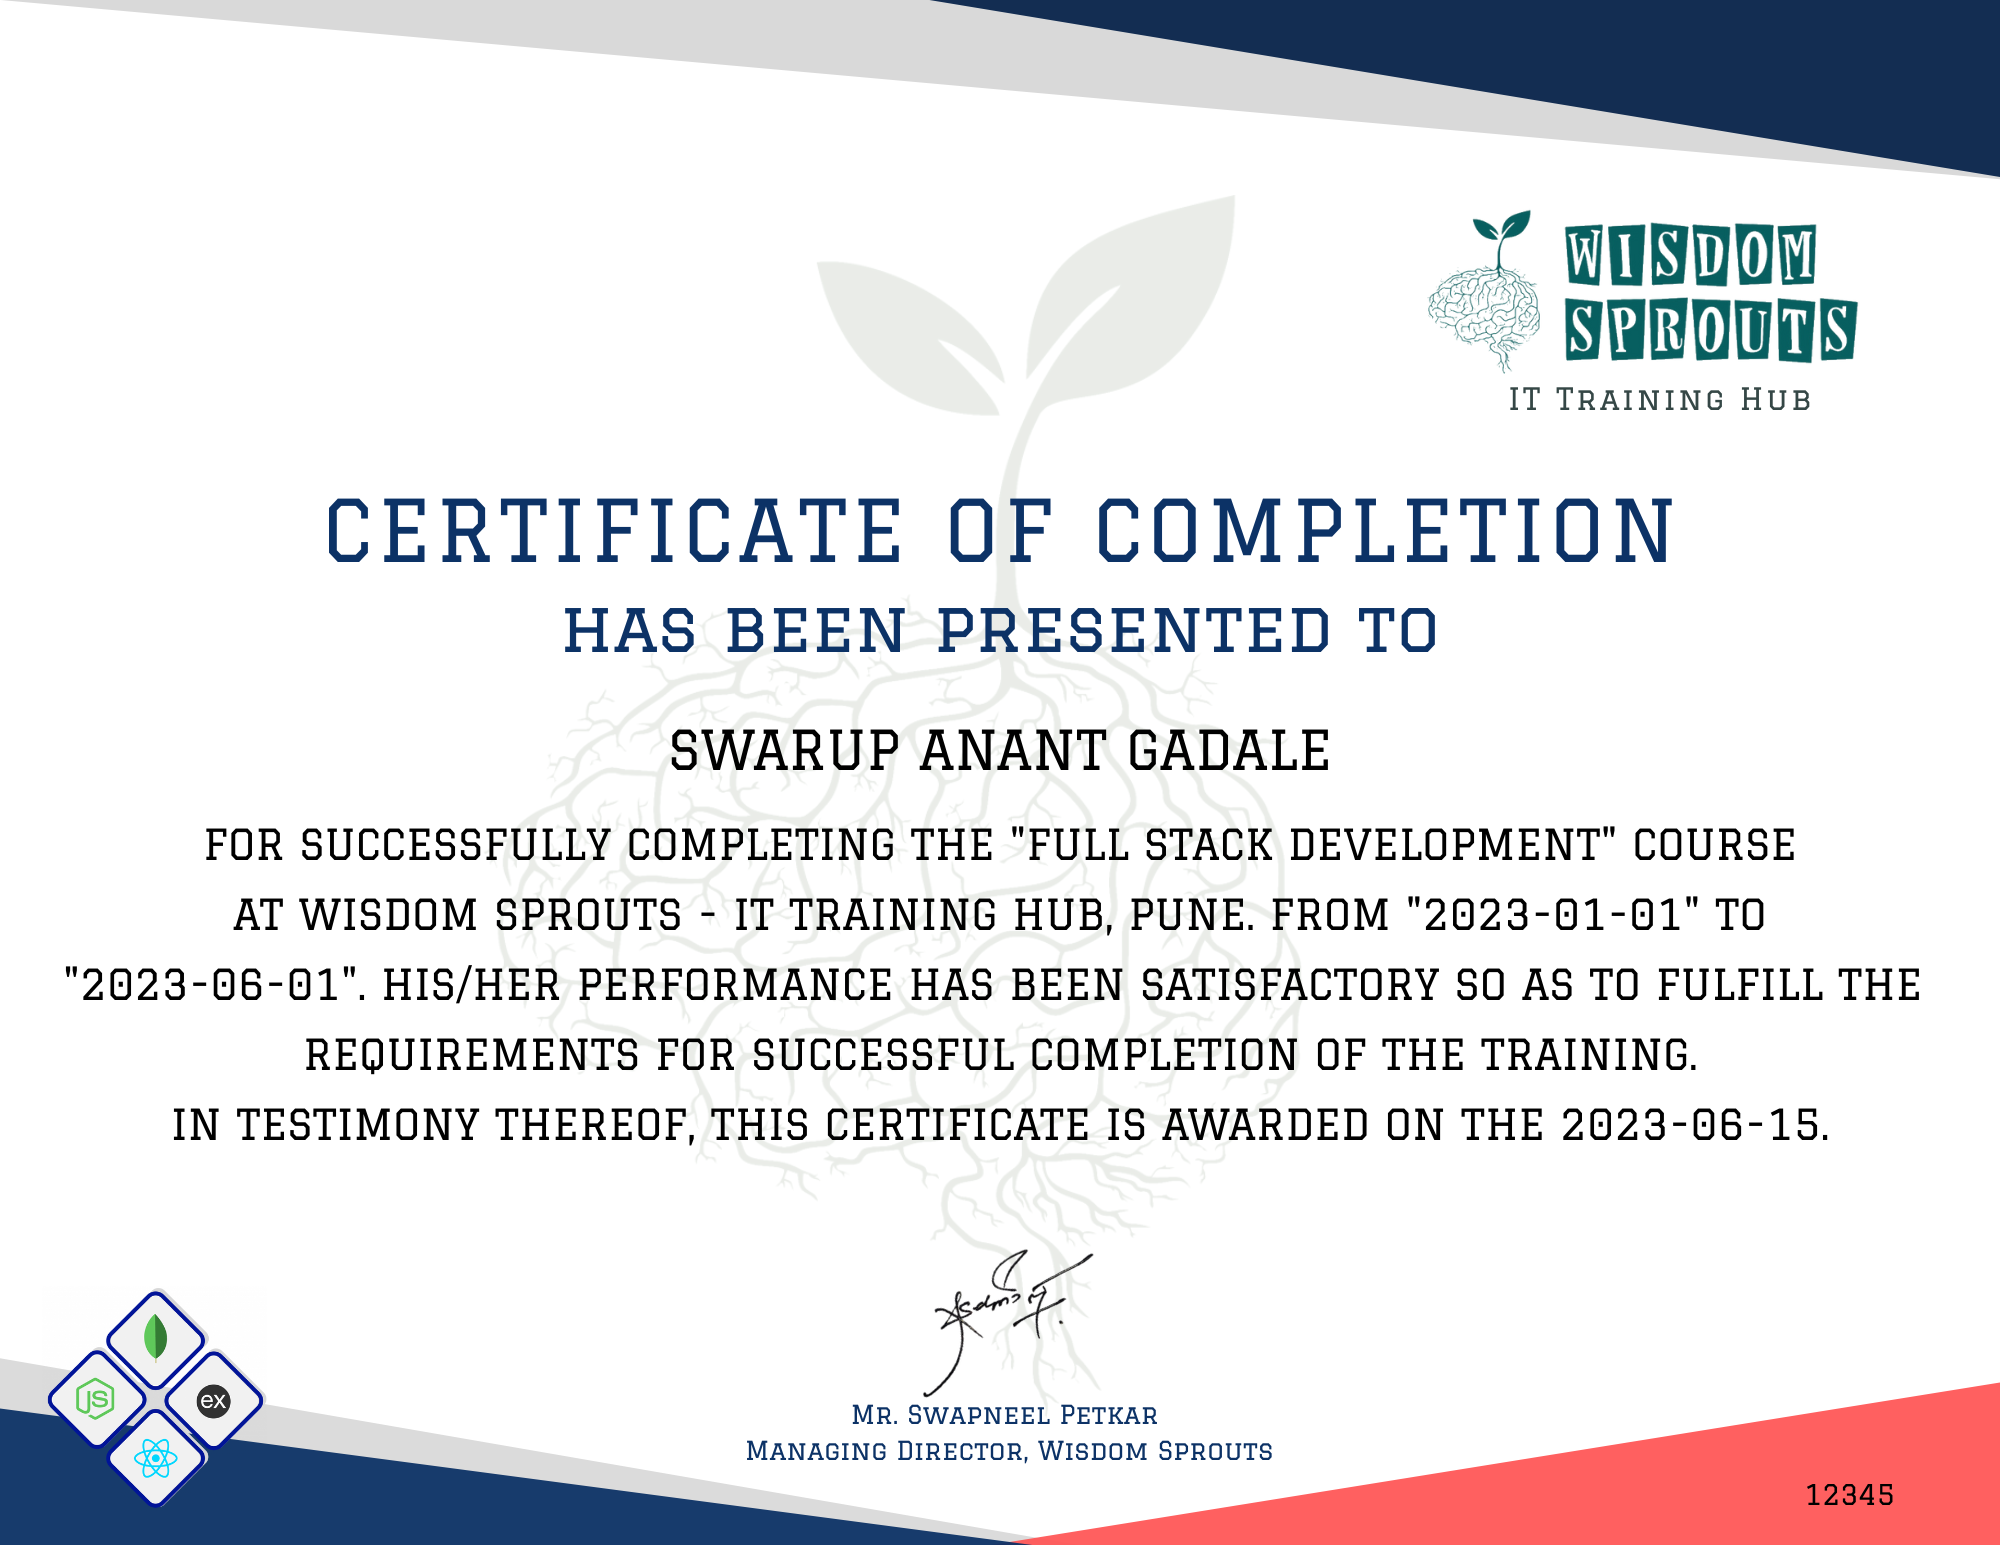 WISDOM
SPROUTS
IT Training Hub
CERTIFICATE OF COMPLETION
HAS BEEN PRESENTED TO
SWARUP ANANT GADALE
FOR SUCCESSFULLY COMPLETING THE "FULL STACK DEVELOPMENT" COURSE
AT WISDOM SPROUTS - IT TRAINING HUB, PUNE. FROM "2023-01-01" TO
"2023-06-01". HIS/HER PERFORMANCE HAS BEEN SATISFACTORY SO AS TO FULFILL THE
REQUIREMENTS FOR SUCCESSFUL COMPLETION OF THE TRAINING.
IN TESTIMONY THEREOF, THIS CERTIFICATE IS AWARDED ON THE 2023-06-15.
JS
ex
Mr. Swapneel Petkar
Managing Director, Wisdom Sprouts
12345